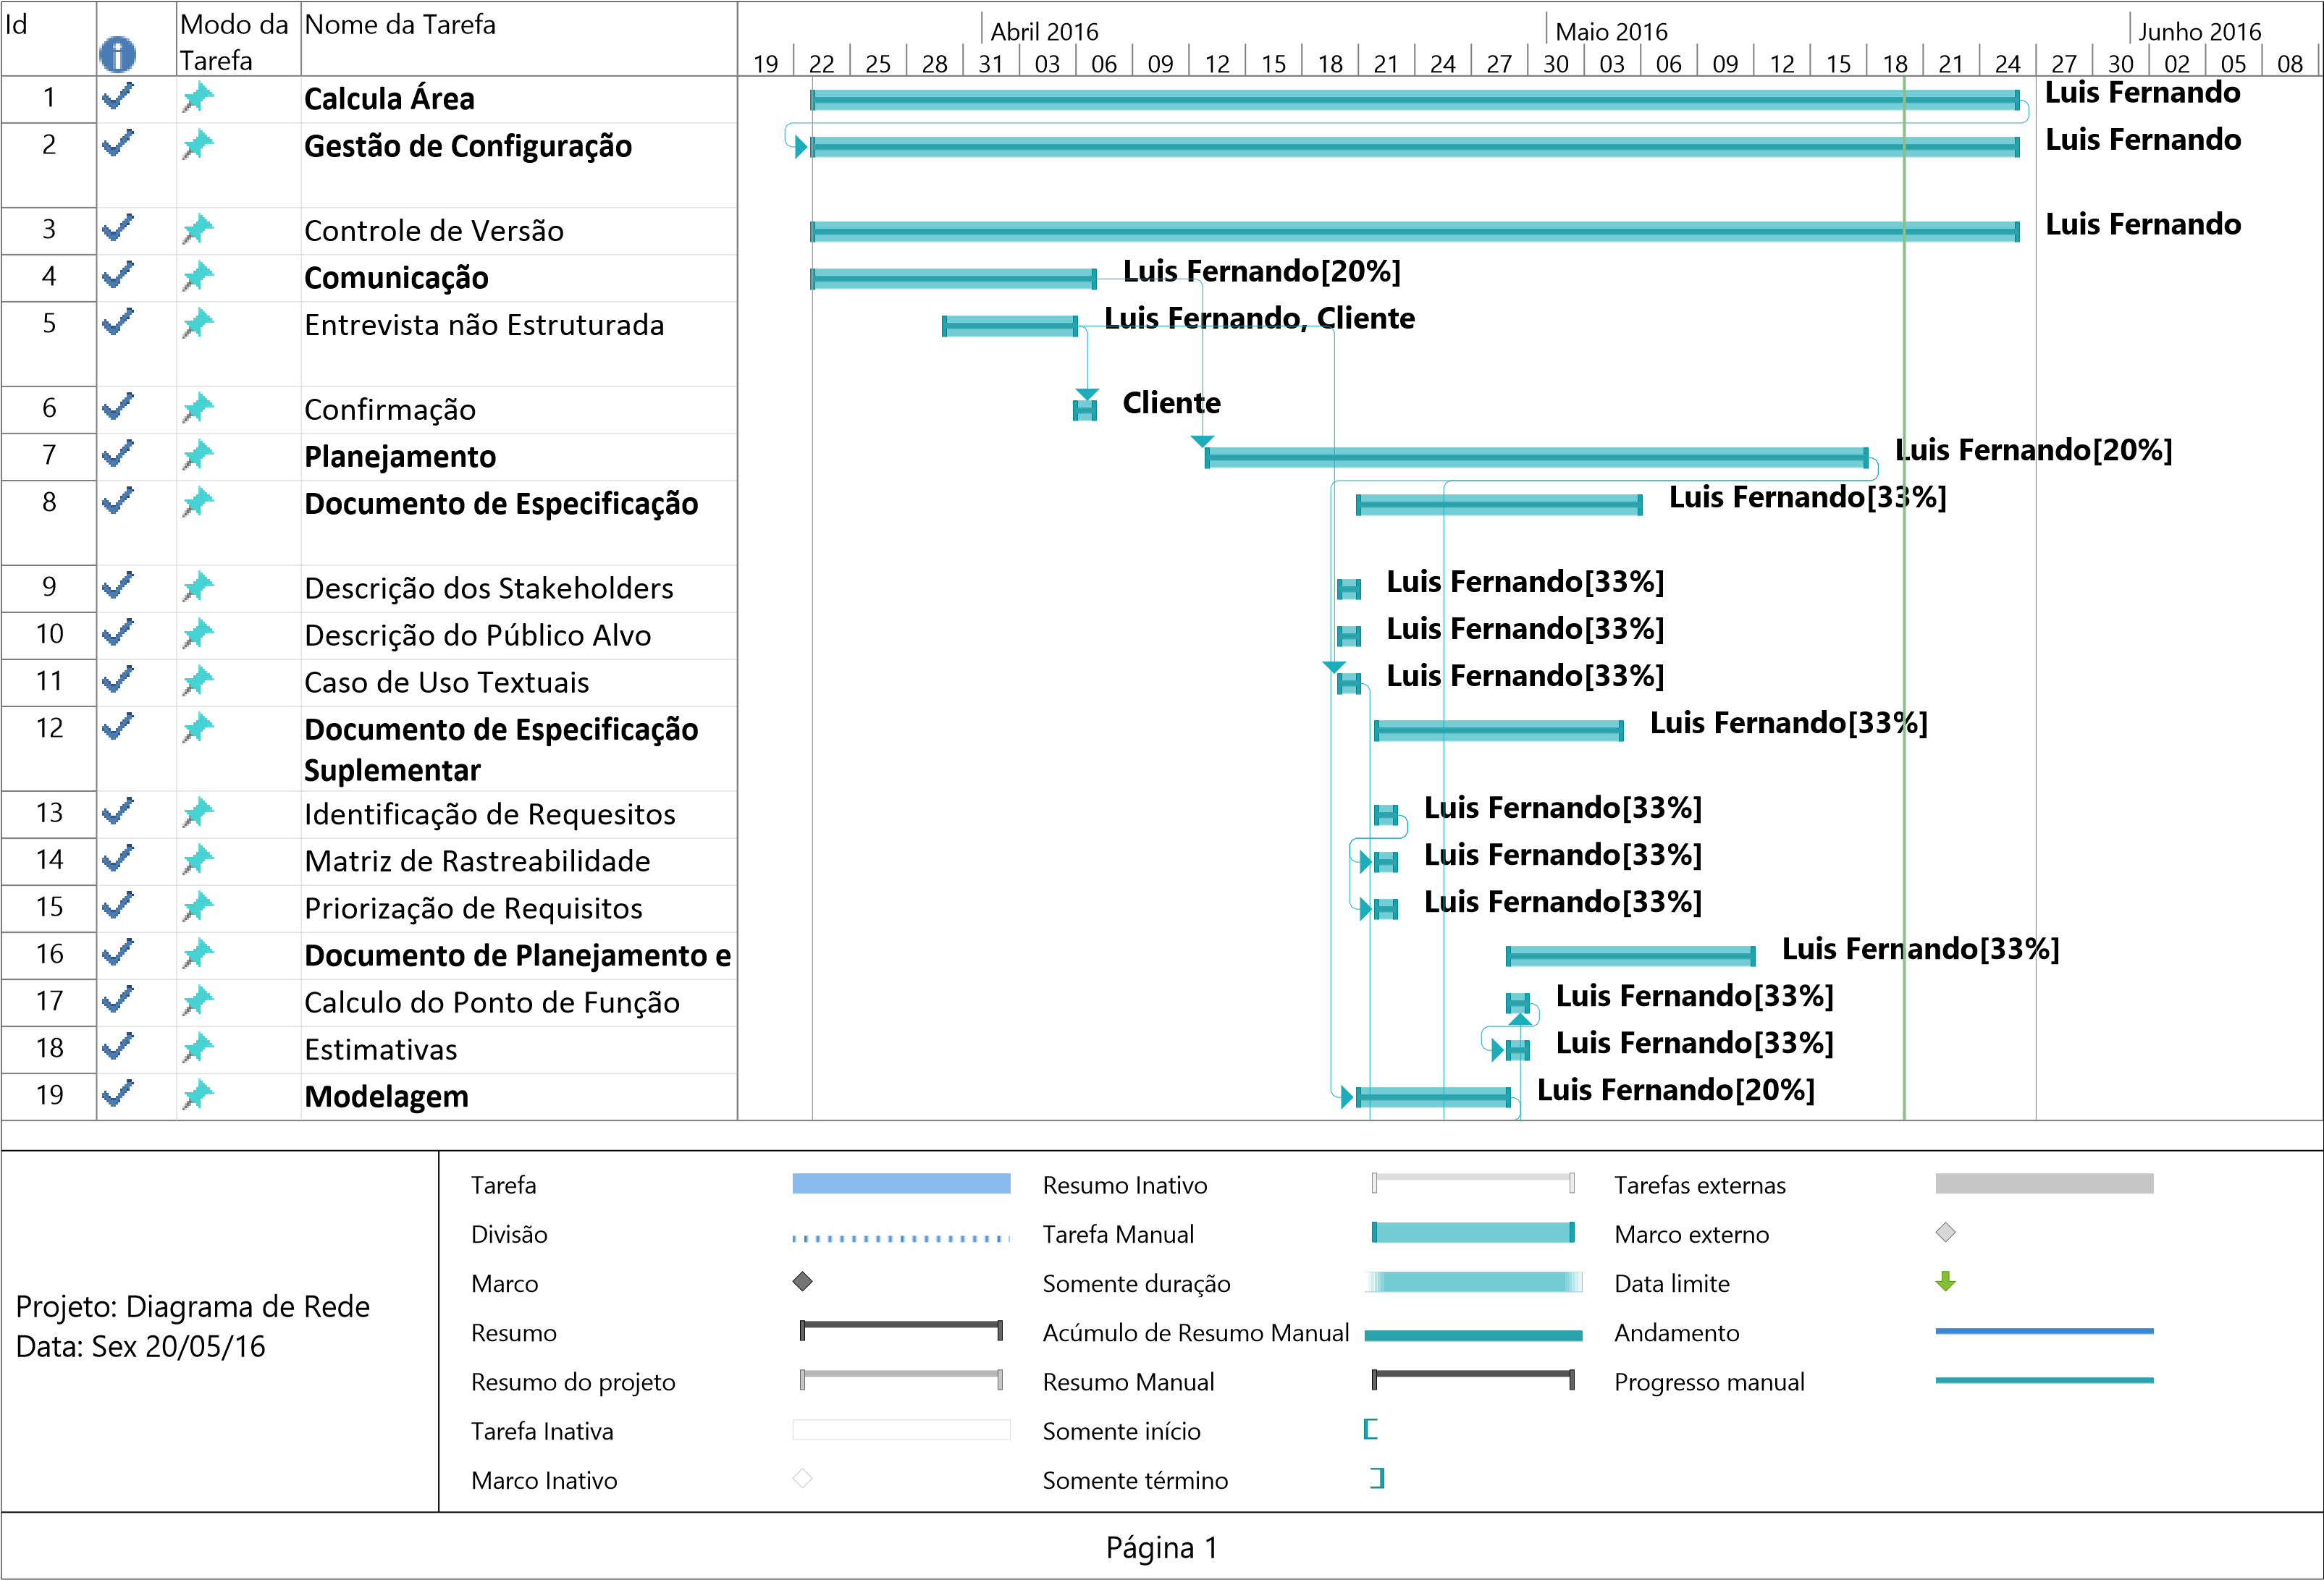 Id
Modo da
Tarefa
Nome da Tarefa
Abril 2016
Maio 2016
Junho 2016
19 22 25 28 31 03 06 09 12 15 18 21 24 27 30 03 06 09 12 15 18 21 24 27 30 02 05 08
1 Calcula Área Luis Fernando
2 Gestão de Configuração Luis Fernando
3 Controle de Versão Luis Fernando
4 Comunicação Luis Fernando[20%]
5 Entrevista não Estruturada Luis Fernando, Cliente
6 Confirmação Cliente
7 Planejamento Luis Fernando[20%]
8 Documento de Especificação Luis Fernando[33%]
9 Descrição dos Stakeholders Luis Fernando[33%]
10 Descrição do Público Alvo Luis Fernando[33%]
11 Caso de Uso Textuais Luis Fernando[33%]
12 Documento de Especificação Luis Fernando[33%]
Suplementar
13 Identificação de Requesitos Luis Fernando[33%]
14 Matriz de Rastreabilidade Luis Fernando[33%]
15 Priorização de Requisitos Luis Fernando[33%]
16 Documento de Planejamento e Luis Fernando[33%]
17 Calculo do Ponto de Função Luis Fernando[33%]
18 Estimativas Luis Fernando[33%]
19 Modelagem Luis Fernando[20%]
Projeto: Diagrama de Rede
Data: Sex 20/05/16
Tarefa
Divisão
Marco
Resumo
Resumo do projeto
Tarefa Inativa
Marco Inativo
Resumo Inativo
Tarefa Manual
Somente duração
Acúmulo de Resumo Manual
Resumo Manual
Somente início
Somente término
Tarefas externas
Marco externo
Data limite
Andamento
Progresso manual
Página 1